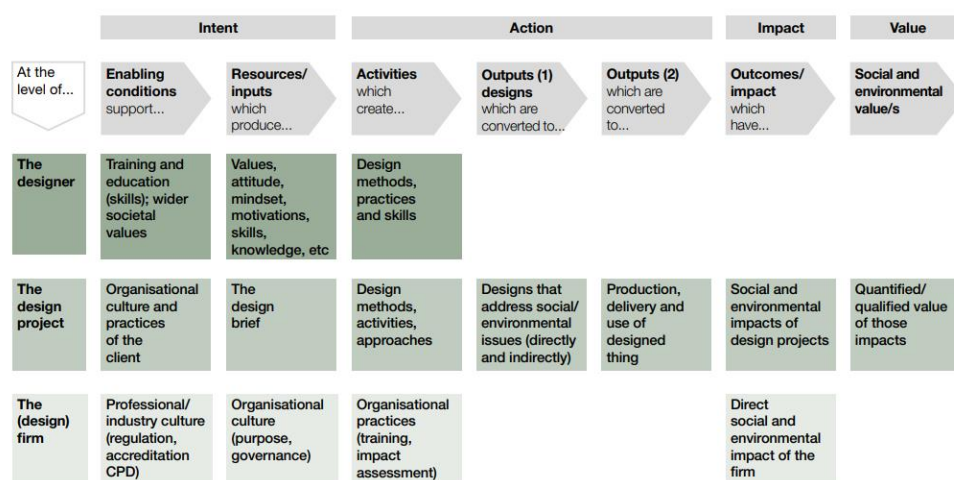 Intent
Action
Impact
Value
At the
level of...
Enabling
conditions
support...
Resources/
inputs
which
produce...
Activities
which
create...
Outputs (1)
designs
which are
converted to...
Outputs (2)
which are
converted
to...
Outcomes/
impact
which
have...
Social and
environmental
value/s
The
designer
Training and
education
(skills); wider
societal
values
Values,
attitude,
mindset,
motivations,
skills,
knowledge, etc
Design
methods,
practices
and skills
The
design
project
Organisational
culture and
practices
of the
client
The
design
brief
Design
methods,
activities,
approaches
Designs that
address social/
environmental
issues (directly
and indirectly)
Production,
delivery and
use of
designed
thing
Social and
environmental
impacts of
design projects
Quantified/
qualified value
of those
impacts
The
(design)
firm
Professional/
industry culture
(regulation,
accreditation
CPD)
Organisational
culture
(purpose,
governance)
Organisational
practices
(training,
impact
assessment)
Direct
social and
environmental
impact of the
firm